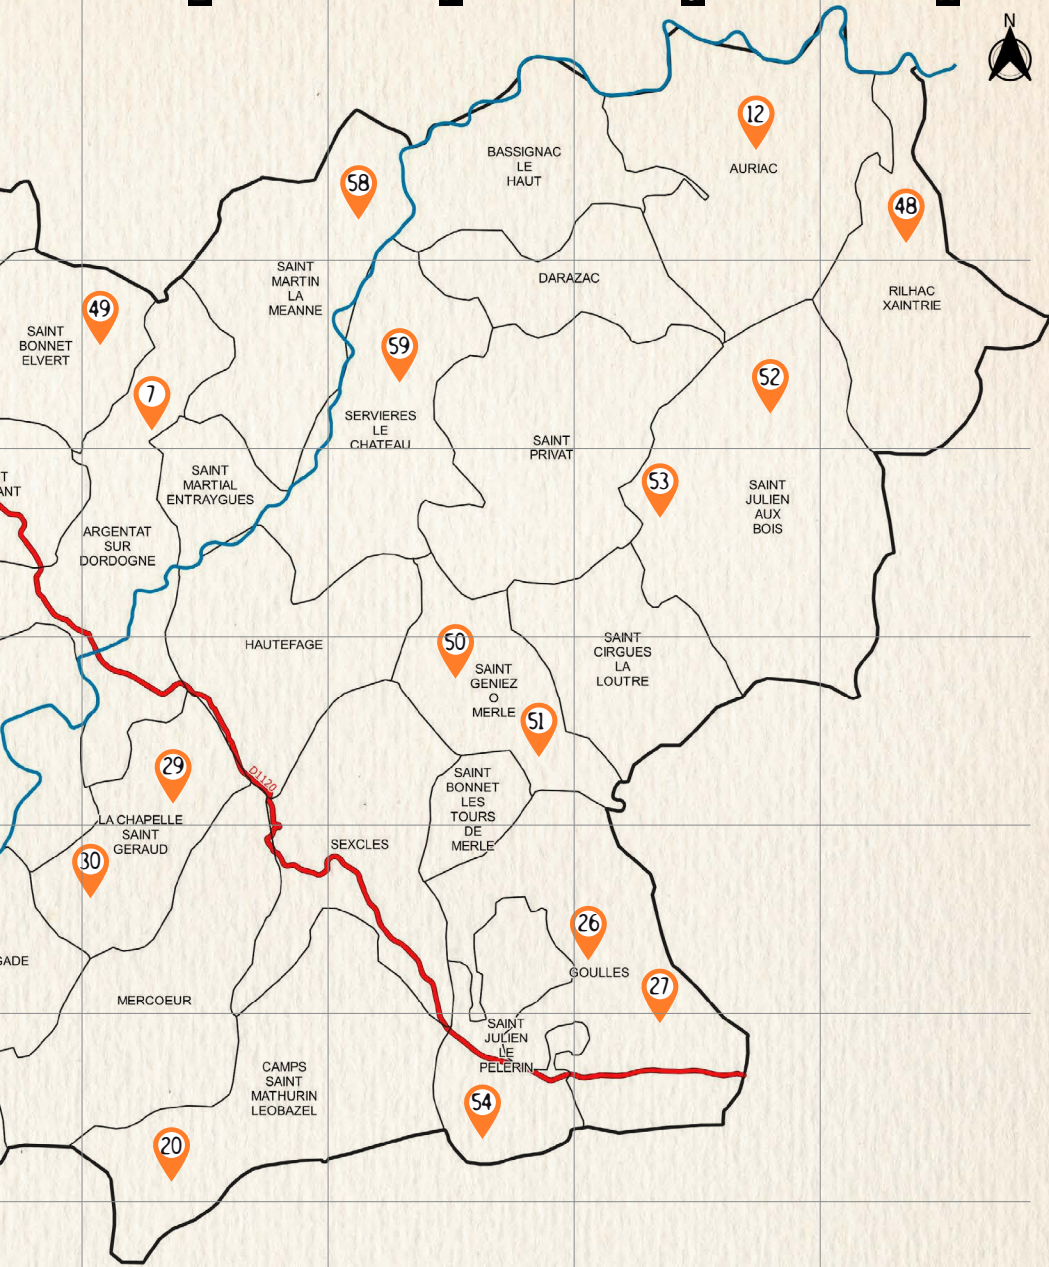 N
12
BASSIGNAC
LE
HAUT
AURIAC
58
48
SAINT
MARTIN
LA
MEANNE
DARAZAC
RILHAC
XAINTRIE
49
SAINT
BONNET
ELVERT
59
52
7
SERVIERES
LE
CHATEAU
SAINT
PRIVAT
SAINT
MARTIAL
ENTRAYGUES
53
SAINT
JULIEN
AUX
BOIS
ARGENTAT
SUR
DORDOGNE
HAUTEFAGE
50
SAINT
GENIEZ
O
MERLE
SAINT
CIRGUES
LA
LOUTRE
51
29
D1120
SAINT
BONNET
LES
TOURS
DE
MERLE
LA CHAPELLE
SAINT
GERAUD
SEXCLES
30
26
GOULLES
27
MERCOEUR
SAINT
JULIEN
LE
PELERIN
CAMPS
SAINT
MATHURIN
LEOBAZEL
54
20